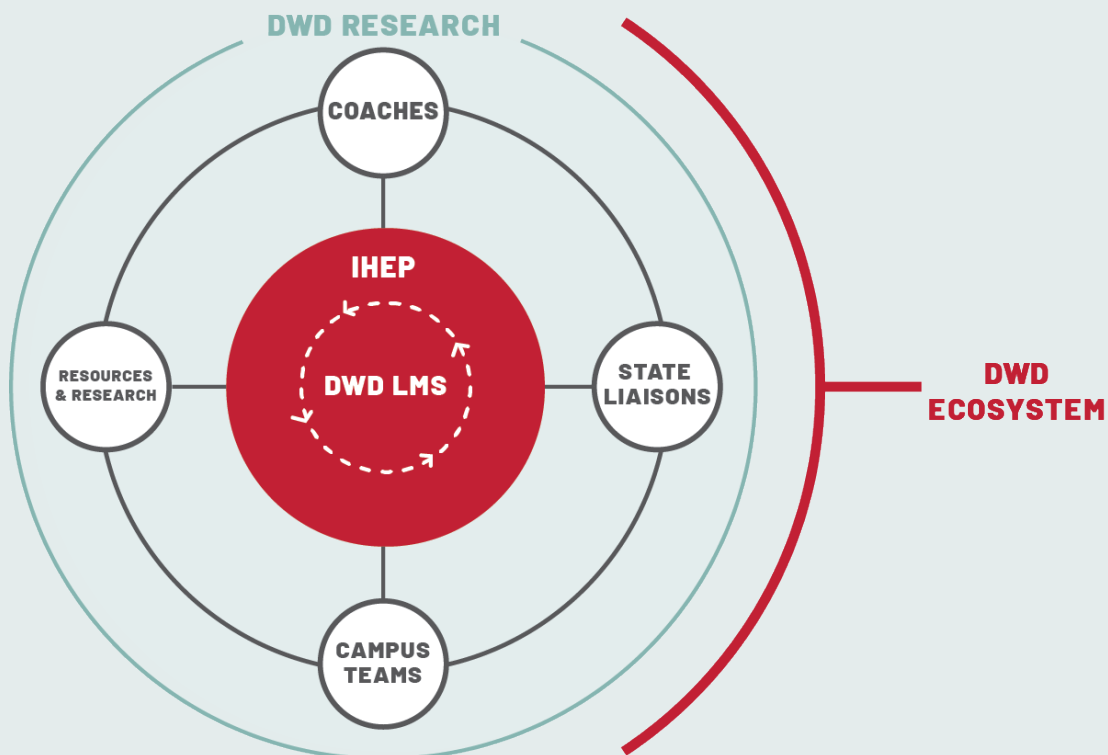 DWD RESEARCH
COACHES
IHEP
RESOURCES
& RESEARCH
DWD LMS
STATE
LIAISONS
DWD
ECOSYSTEM
CAMPUS
TEAMS